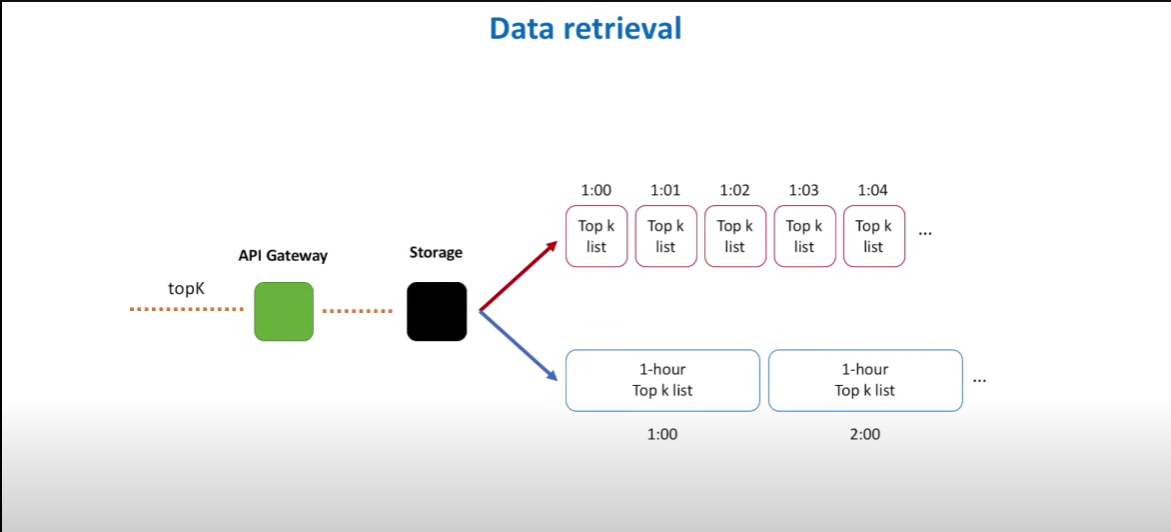 Data retrieval
1:00 1:01 1:02 1:03 1:04
Top k Top k Top k Top k Top k
list list list list list ...
API Gateway Storage
topK
1-hour 1-hour
Top k list Top k list ...
1:00 2:00